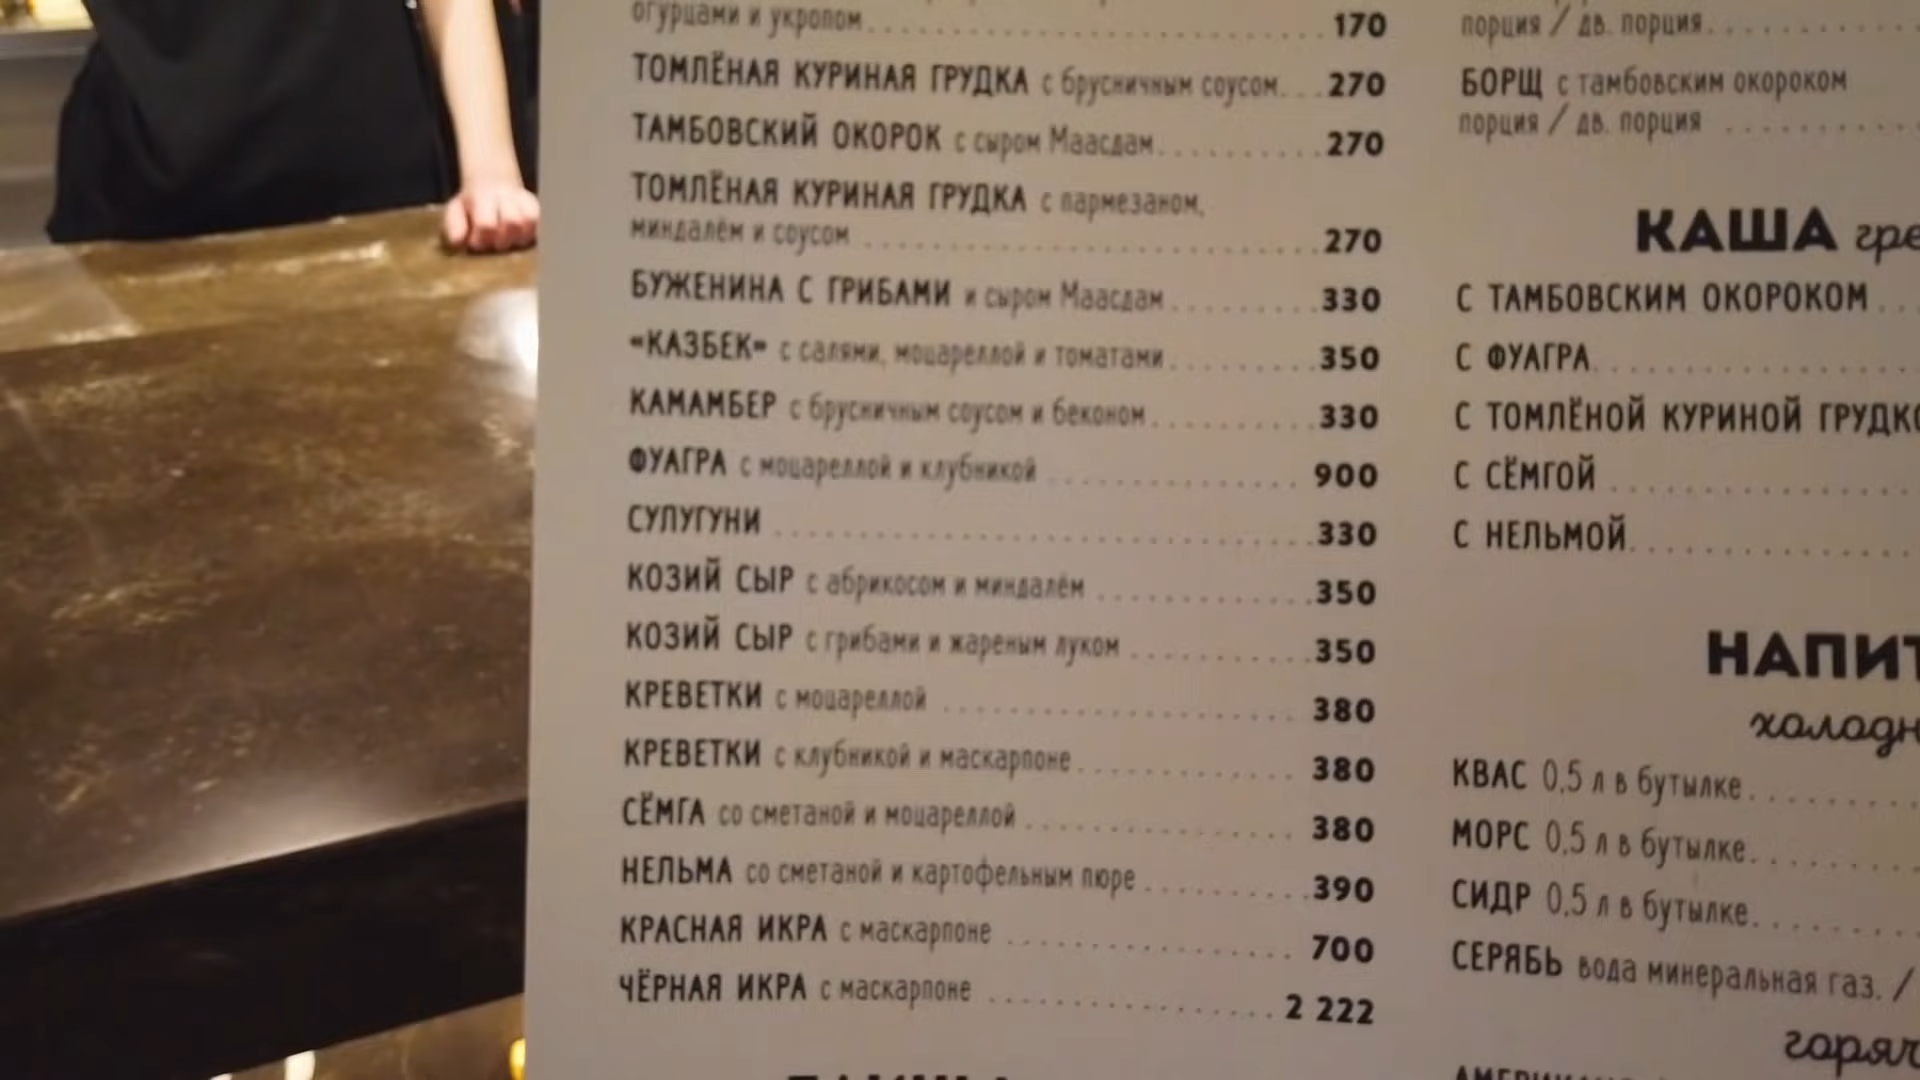 огурцами и укропом 170
ТОМЛЁНАЯ КУРИНАЯ ГРУДКА с брусничным соусом 270
ТАМБОВСКИЙ ОКОРОК с сыром Маасдам 270
ТОМЛЁНАЯ КУРИНАЯ ГРУДКА с пармезаном,
миндалём и соусом 270
БУЖЕНИНА С ГРИБАМИ и сыром Маасдам 330
«КАЗБЕК» с салями, моцареллой и томатами 350
КАМАМБЕР с брусничным соусом и беконом 330
ФУАГРА с моцареллой и клубникой 900
СУЛУГУНИ 330
КОЗИЙ СЫР с абрикосом и миндалём 350
КОЗИЙ СЫР с грибами и жареным луком 350
КРЕВЕТКИ с моцареллой 380
КРЕВЕТКИ с клубникой и маскарпоне 380
СЁМГА со сметаной и моцареллой 380
НЕЛЬМА со сметаной и картофельным пюре 390
КРАСНАЯ ИКРА с маскарпоне 700
ЧЁРНАЯ ИКРА с маскарпоне 2 222
порция / дв. порция
БОРЩ с тамбовским окороком
порция / дв. порция
КАША гре
С ТАМБОВСКИМ ОКОРОКОМ
С ФУАГРА
С ТОМЛЁНОЙ КУРИНОЙ ГРУДКО
С СЁМГОЙ
С НЕЛЬМОЙ
НАПИТ
холодн
КВАС 0,5 л в бутылке
МОРС 0,5 л в бутылке
СИДР 0,5 л в бутылке
СЕРЯБЬ вода минеральная газ. /
горяч